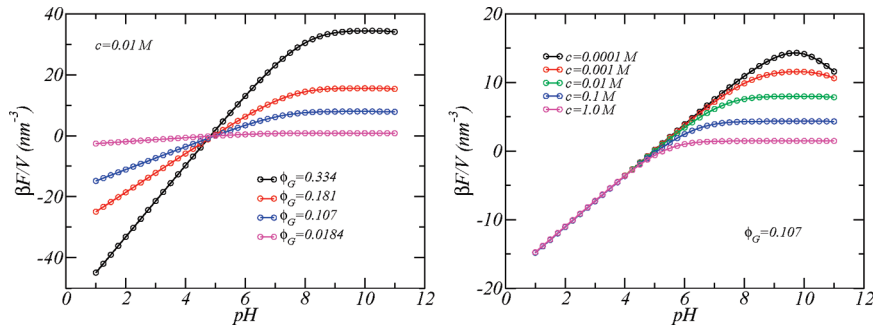 40
20
0
-20
-40
βF/V (nm⁻³)
c=0.01 M
ϕG=0.334
ϕG=0.181
ϕG=0.107
ϕG=0.0184
0 2 4 6 8 10 12
pH
20
10
0
-10
-20
βF/V (nm⁻³)
c=0.0001 M
c=0.001 M
c=0.01 M
c=0.1 M
c=1.0 M
ϕG=0.107
0 2 4 6 8 10 12
pH